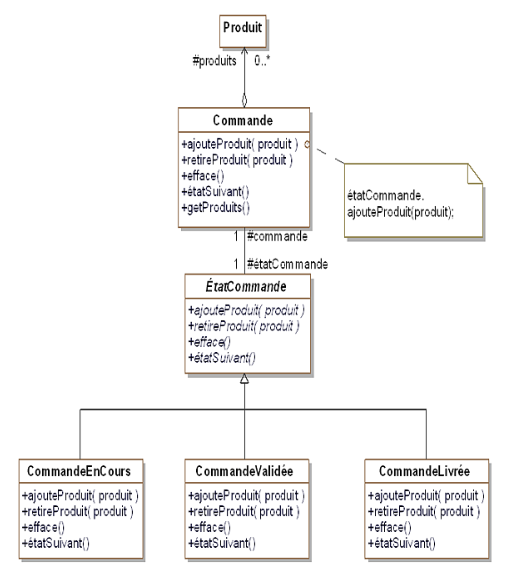 Produit
#produits 0..*
Commande
+ajouteProduit( produit )
+retireProduit( produit )
+efface()
+étatSuivant()
+getProduits()
étatCommande.
ajouteProduit(produit);
1 #commande
1 #étatCommande
ÉtatCommande
+ajouteProduit( produit )
+retireProduit( produit )
+efface()
+étatSuivant()
CommandeEnCours
+ajouteProduit( produit )
+retireProduit( produit )
+efface()
+étatSuivant()
CommandeValidée
+ajouteProduit( produit )
+retireProduit( produit )
+efface()
+étatSuivant()
CommandeLivrée
+ajouteProduit( produit )
+retireProduit( produit )
+efface()
+étatSuivant()